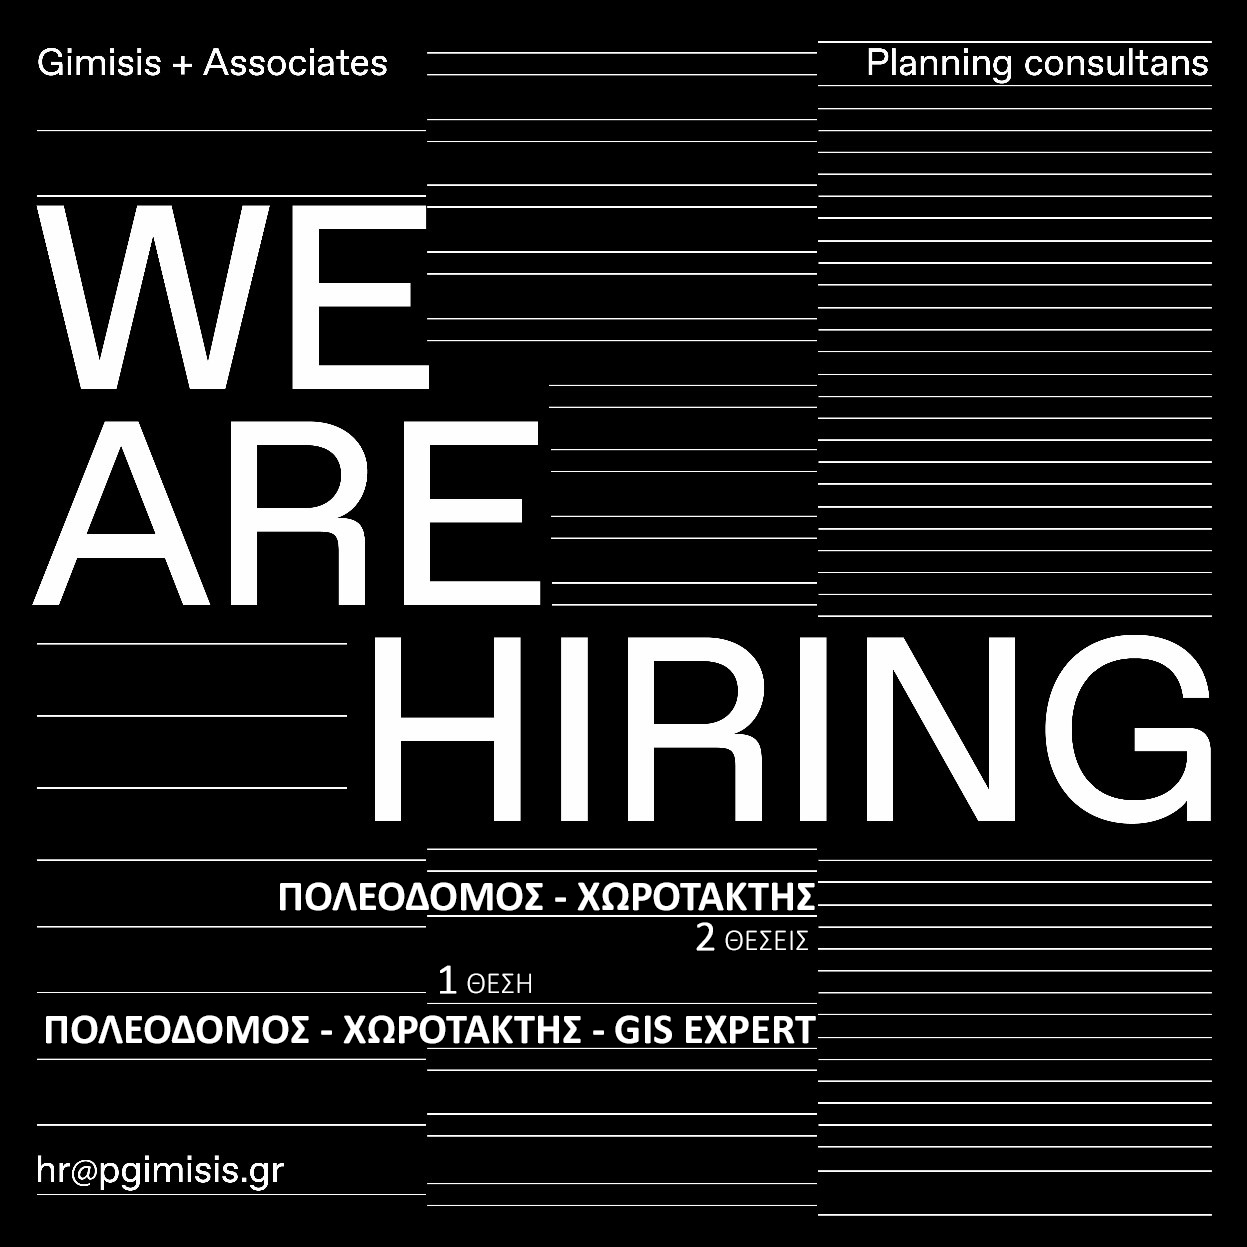 Gimisis + Associates
Planning consultans
WE
ARE
HIRING
ΠΟΛΕΟΔΟΜΟΣ - ΧΩΡΟΤΑΚΤΗΣ
2 ΘΕΣΕΙΣ
1 ΘΕΣΗ
ΠΟΛΕΟΔΟΜΟΣ - ΧΩΡΟΤΑΚΤΗΣ - GIS EXPERT
hr@pgimisis.gr